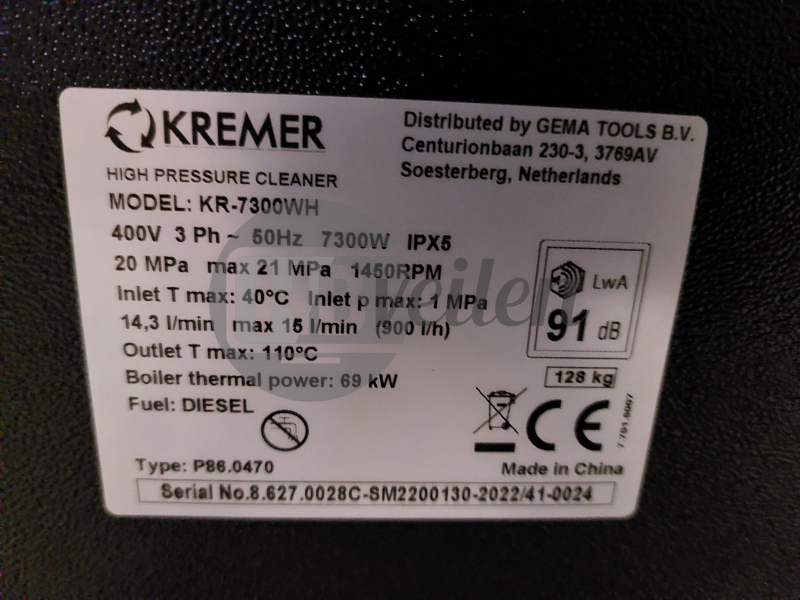 KREMER
Distributed by GEMA TOOLS B.V.
Centurionbaan 230-3, 3769AV
Soesterberg, Netherlands
HIGH PRESSURE CLEANER
MODEL: KR-7300WH
400V 3 Ph ~ 50Hz 7300W IPX5
20 MPa max 21 MPa 1450RPM
Inlet T max: 40°C Inlet p max: 1 MPa
14,3 l/min max 15 l/min (900 l/h)
Outlet T max: 110°C
Boiler thermal power: 69 kW
Fuel: DIESEL
LwA
91 dB
128 kg
CE
Type: P86.0470
Made in China
Serial No.8.627.0028C-SM2200130-2022/41-0024
veilen